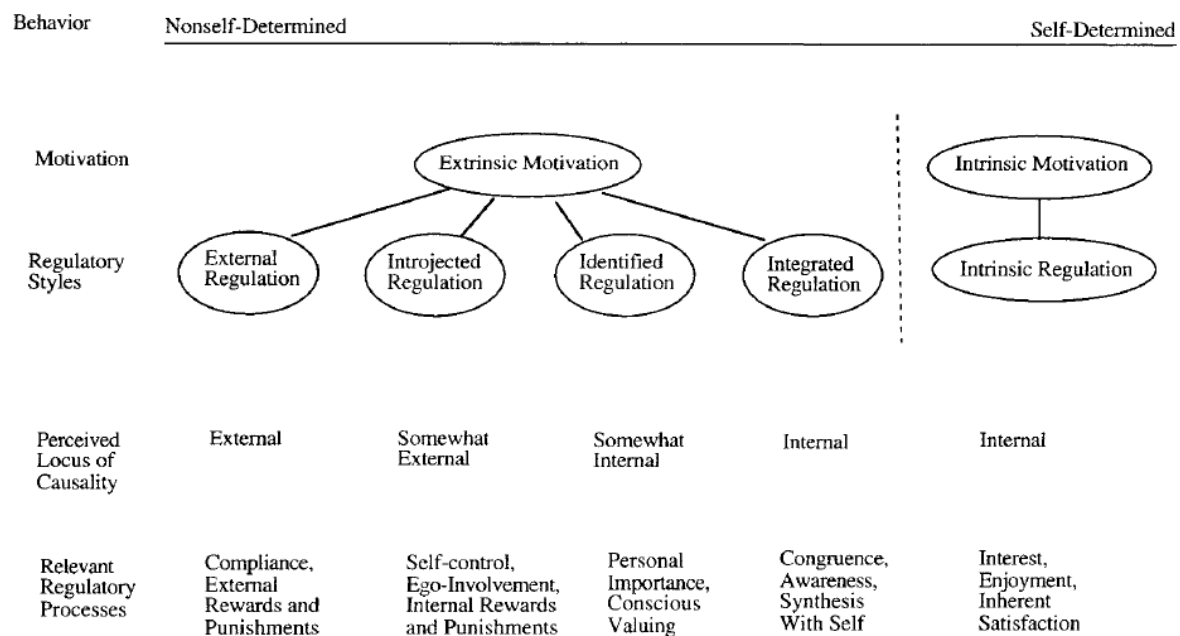 Behavior
Nonself-Determined
Self-Determined
Motivation
Extrinsic Motivation
Intrinsic Motivation
Regulatory
Styles
External
Regulation
Introjected
Regulation
Identified
Regulation
Integrated
Regulation
Intrinsic Regulation
Perceived
Locus of
Causality
External
Somewhat
External
Somewhat
Internal
Internal
Internal
Relevant
Regulatory
Processes
Compliance,
External
Rewards and
Punishments
Self-control,
Ego-Involvement,
Internal Rewards
and Punishments
Personal
Importance,
Conscious
Valuing
Congruence,
Awareness,
Synthesis
With Self
Interest,
Enjoyment,
Inherent
Satisfaction